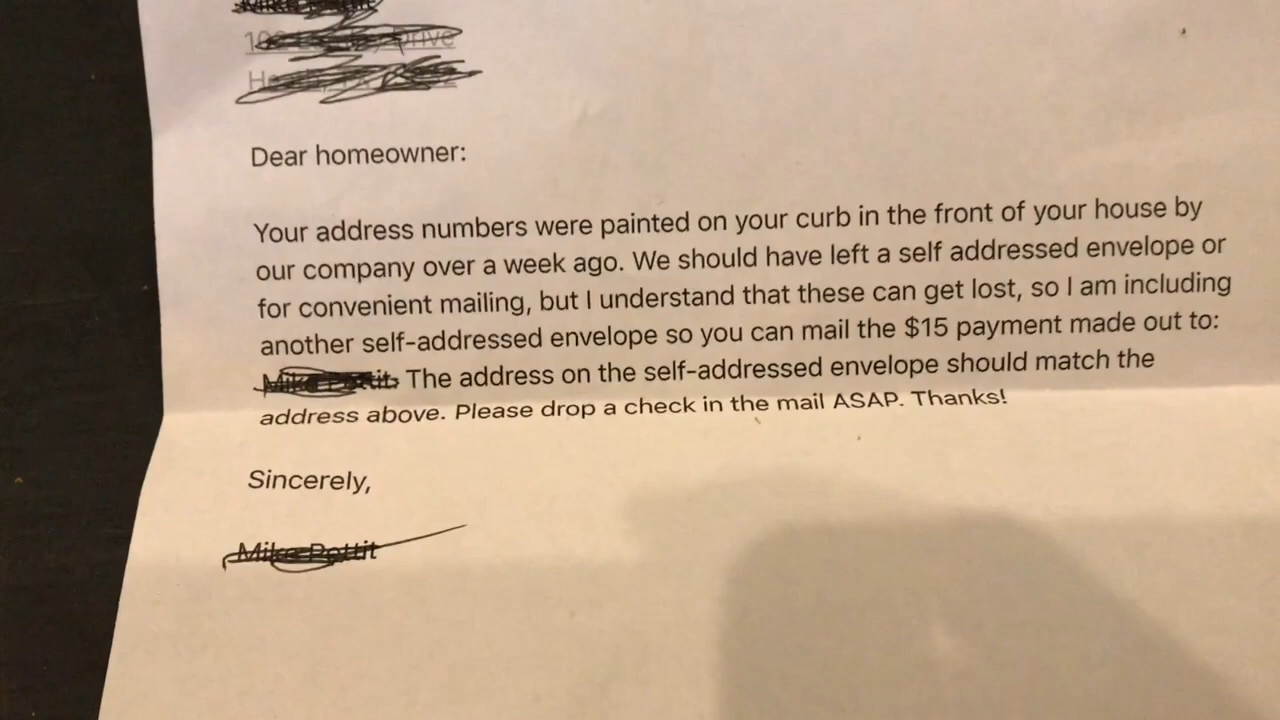 Drive
Dear homeowner:
Your address numbers were painted on your curb in the front of your house by
our company over a week ago. We should have left a self addressed envelope or
for convenient mailing, but I understand that these can get lost, so I am including
another self-addressed envelope so you can mail the $15 payment made out to:
The address on the self-addressed envelope should match the
address above. Please drop a check in the mail ASAP. Thanks!
Sincerely,